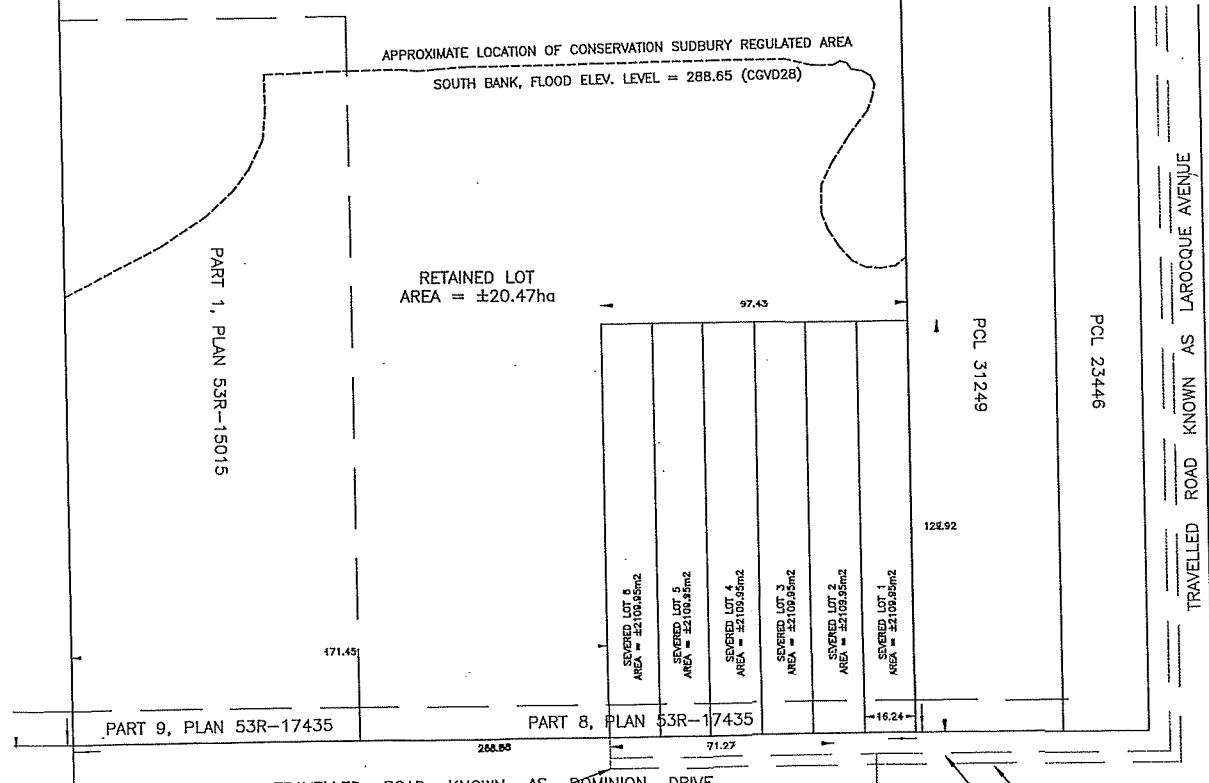 APPROXIMATE LOCATION OF CONSERVATION SUDBURY REGULATED AREA
SOUTH BANK, FLOOD ELEV. LEVEL = 288.65 (CGVD28)
PART 1, PLAN 53R-15015
RETAINED LOT
AREA = ±20.47ha
97.43
PCL 31249
PCL 23446
TRAVELLED ROAD KNOWN AS LAROCQUE AVENUE
SEVERED LOT 6
AREA = ±2109.95m2
SEVERED LOT 5
AREA = ±2109.95m2
SEVERED LOT 4
AREA = ±2109.95m2
SEVERED LOT 3
AREA = ±2109.95m2
SEVERED LOT 2
AREA = ±2109.95m2
SEVERED LOT 1
AREA = ±2109.95m2
171.45
PART 9, PLAN 53R-17435
PART 8, PLAN 53R-17435
16.24
71.27
TRAVELLED ROAD KNOWN AS DOMINION DRIVE